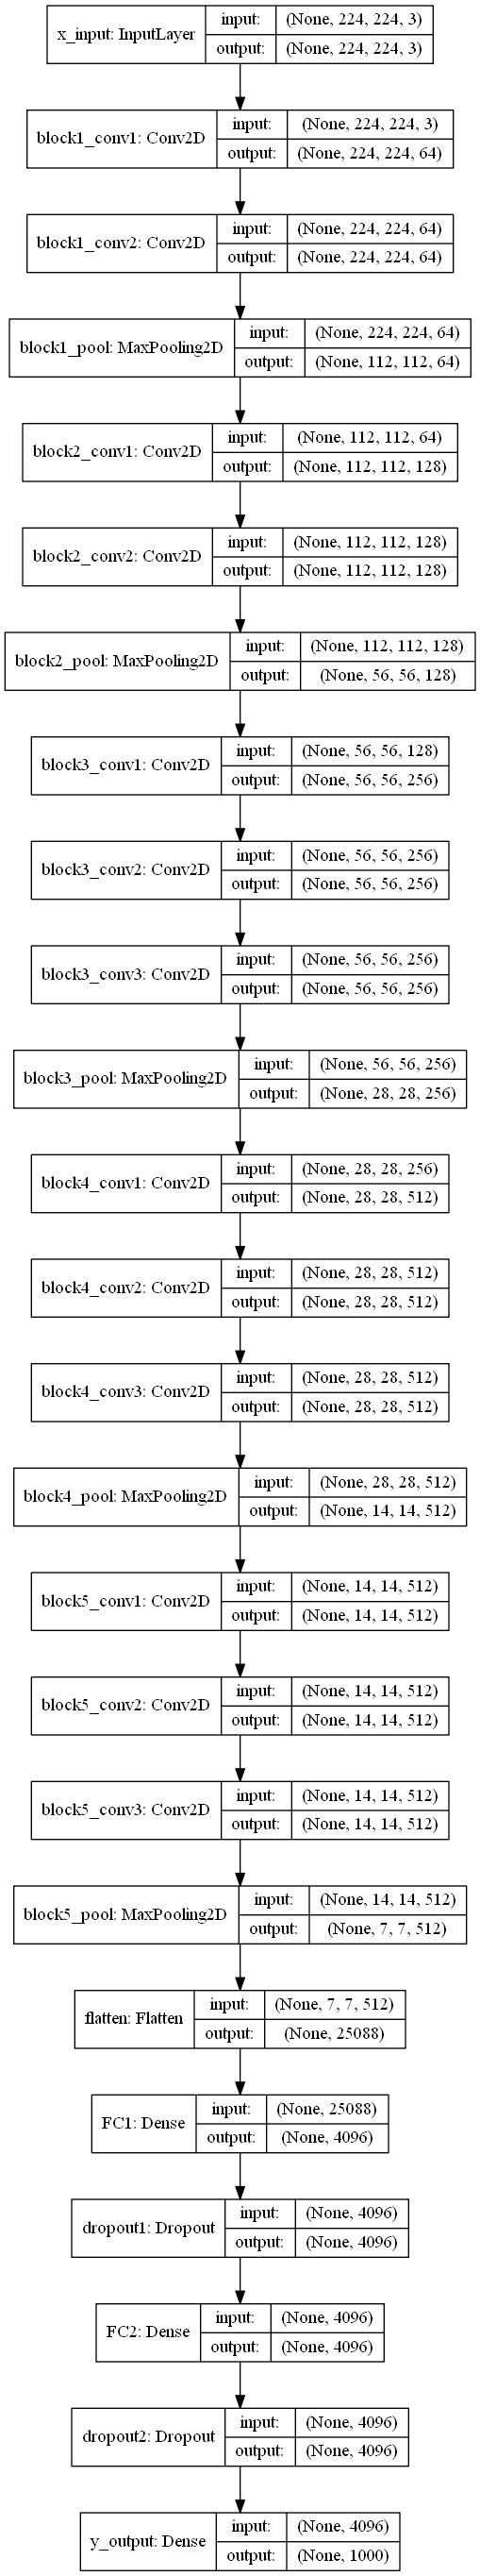 x_input: InputLayer input: (None, 224, 224, 3)
output: (None, 224, 224, 3)
block1_conv1: Conv2D input: (None, 224, 224, 3)
output: (None, 224, 224, 64)
block1_conv2: Conv2D input: (None, 224, 224, 64)
output: (None, 224, 224, 64)
block1_pool: MaxPooling2D input: (None, 224, 224, 64)
output: (None, 112, 112, 64)
block2_conv1: Conv2D input: (None, 112, 112, 64)
output: (None, 112, 112, 128)
block2_conv2: Conv2D input: (None, 112, 112, 128)
output: (None, 112, 112, 128)
block2_pool: MaxPooling2D input: (None, 112, 112, 128)
output: (None, 56, 56, 128)
block3_conv1: Conv2D input: (None, 56, 56, 128)
output: (None, 56, 56, 256)
block3_conv2: Conv2D input: (None, 56, 56, 256)
output: (None, 56, 56, 256)
block3_conv3: Conv2D input: (None, 56, 56, 256)
output: (None, 56, 56, 256)
block3_pool: MaxPooling2D input: (None, 56, 56, 256)
output: (None, 28, 28, 256)
block4_conv1: Conv2D input: (None, 28, 28, 256)
output: (None, 28, 28, 512)
block4_conv2: Conv2D input: (None, 28, 28, 512)
output: (None, 28, 28, 512)
block4_conv3: Conv2D input: (None, 28, 28, 512)
output: (None, 28, 28, 512)
block4_pool: MaxPooling2D input: (None, 28, 28, 512)
output: (None, 14, 14, 512)
block5_conv1: Conv2D input: (None, 14, 14, 512)
output: (None, 14, 14, 512)
block5_conv2: Conv2D input: (None, 14, 14, 512)
output: (None, 14, 14, 512)
block5_conv3: Conv2D input: (None, 14, 14, 512)
output: (None, 14, 14, 512)
block5_pool: MaxPooling2D input: (None, 14, 14, 512)
output: (None, 7, 7, 512)
flatten: Flatten input: (None, 7, 7, 512)
output: (None, 25088)
FC1: Dense input: (None, 25088)
output: (None, 4096)
dropout1: Dropout input: (None, 4096)
output: (None, 4096)
FC2: Dense input: (None, 4096)
output: (None, 4096)
dropout2: Dropout input: (None, 4096)
output: (None, 4096)
y_output: Dense input: (None, 4096)
output: (None, 1000)